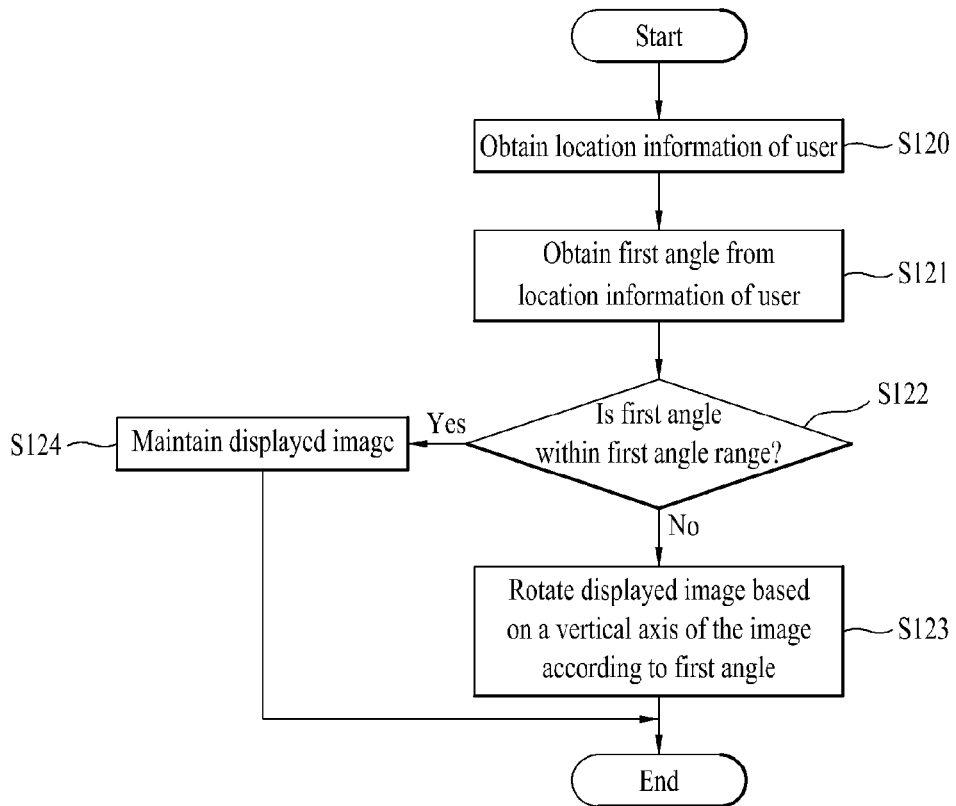 Start
Obtain location information of user
S120
Obtain first angle from
location information of user
S121
Is first angle
within first angle range?
S122
Yes
Maintain displayed image
S124
No
Rotate displayed image based
on a vertical axis of the image
according to first angle
S123
End